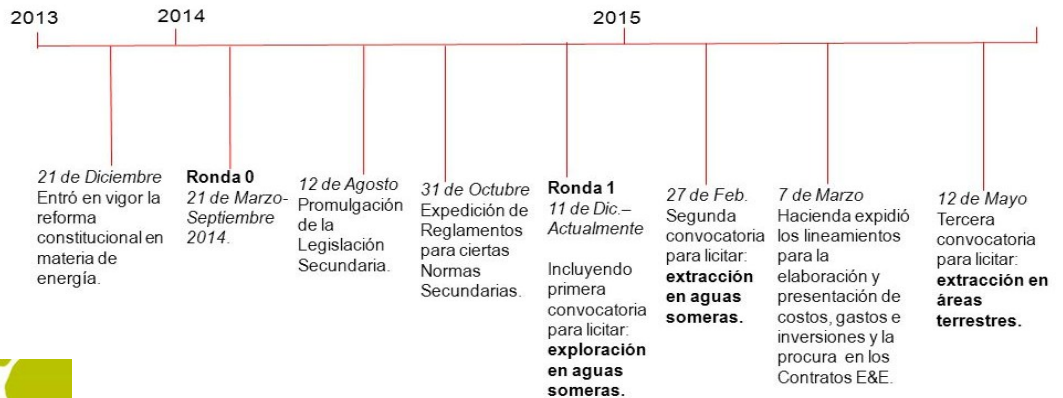 2013
2014
2015
21 de Diciembre
Entró en vigor la
reforma
constitucional en
materia de
energía.
Ronda 0
21 de Marzo-
Septiembre
2014.
12 de Agosto
Promulgación
de la
Legislación
Secundaria.
31 de Octubre
Expedición de
Reglamentos
para ciertas
Normas
Secundarias.
Ronda 1
11 de Dic.–
Actualmente
Incluyendo
primera
convocatoria
para licitar:
exploración
en aguas
someras.
27 de Feb.
Segunda
convocatoria
para licitar:
extracción
en aguas
someras.
7 de Marzo
Hacienda expidió
los lineamientos
para la
elaboración y
presentación de
costos, gastos e
inversiones y la
procura en los
Contratos E&E.
12 de Mayo
Tercera
convocatoria
para licitar:
extracción en
áreas
terrestres.